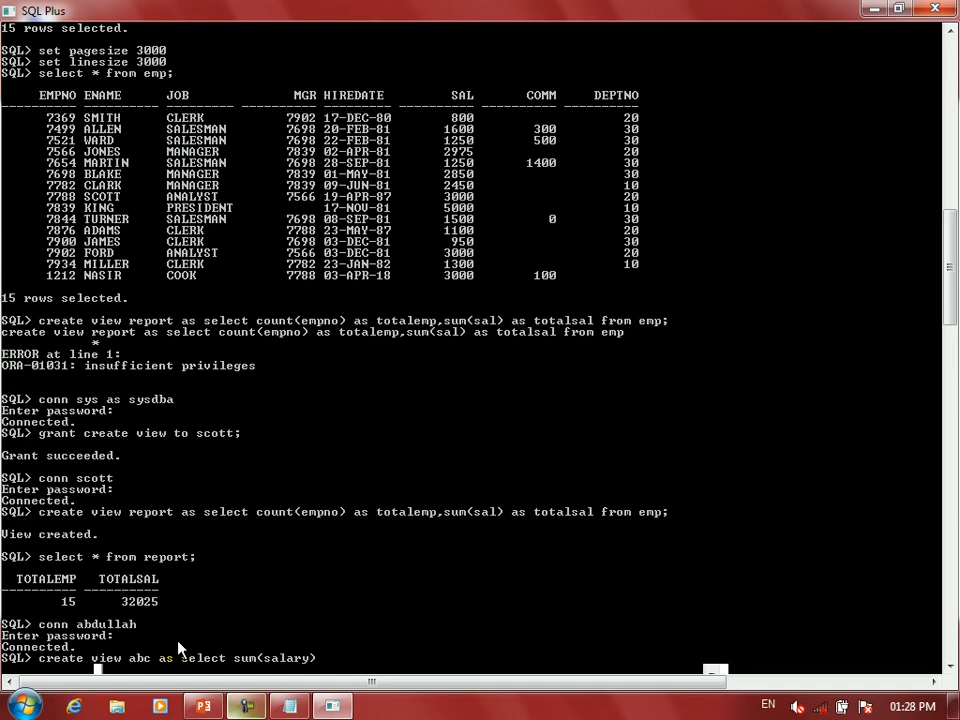 SQL Plus
15 rows selected.
SQL> set pagesize 3000
SQL> set linesize 3000
SQL> select * from emp;
EMPNO ENAME JOB MGR HIREDATE SAL COMM DEPTNO
7369 SMITH CLERK 7902 17-DEC-80 800 20
7499 ALLEN SALESMAN 7698 20-FEB-81 1600 300 30
7521 WARD SALESMAN 7698 22-FEB-81 1250 500 30
7566 JONES MANAGER 7839 02-APR-81 2975 20
7654 MARTIN SALESMAN 7698 28-SEP-81 1250 1400 30
7698 BLAKE MANAGER 7839 01-MAY-81 2850 30
7782 CLARK MANAGER 7839 09-JUN-81 2450 10
7788 SCOTT ANALYST 7566 19-APR-87 3000 20
7839 KING PRESIDENT 17-NOV-81 5000 10
7844 TURNER SALESMAN 7698 08-SEP-81 1500 0 30
7876 ADAMS CLERK 7788 23-MAY-87 1100 20
7900 JAMES CLERK 7698 03-DEC-81 950 30
7902 FORD ANALYST 7566 03-DEC-81 3000 20
7934 MILLER CLERK 7782 23-JAN-82 1300 10
1212 NASIR COOK 7788 03-APR-18 3000 100
15 rows selected.
SQL> create view report as select count(empno) as totalemp,sum(sal) as totalsal from emp;
create view report as select count(empno) as totalemp,sum(sal) as totalsal from emp
*
ERROR at line 1:
ORA-01031: insufficient privileges
SQL> conn sys as sysdba
Enter password:
Connected.
SQL> grant create view to scott;
Grant succeeded.
SQL> conn scott
Enter password:
Connected.
SQL> create view report as select count(empno) as totalemp,sum(sal) as totalsal from emp;
View created.
SQL> select * from report;
TOTALEMP TOTALSAL
15 32025
SQL> conn abdullah
Enter password:
Connected.
SQL> create view abc as select sum(salary)
EN 01:28 PM